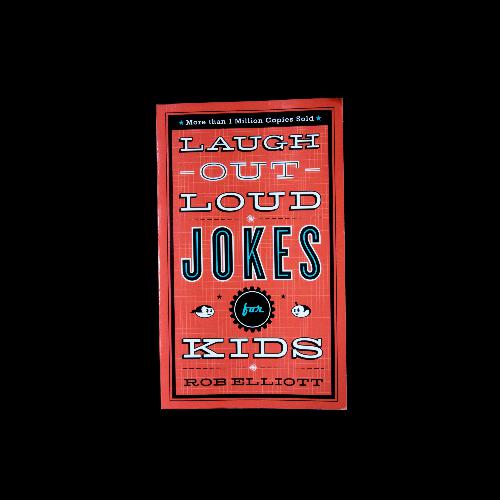 More than 1 Million Copies Sold
LAUGH
OUT
LOUD
JOKES
for
KIDS
ROB ELLIOTT